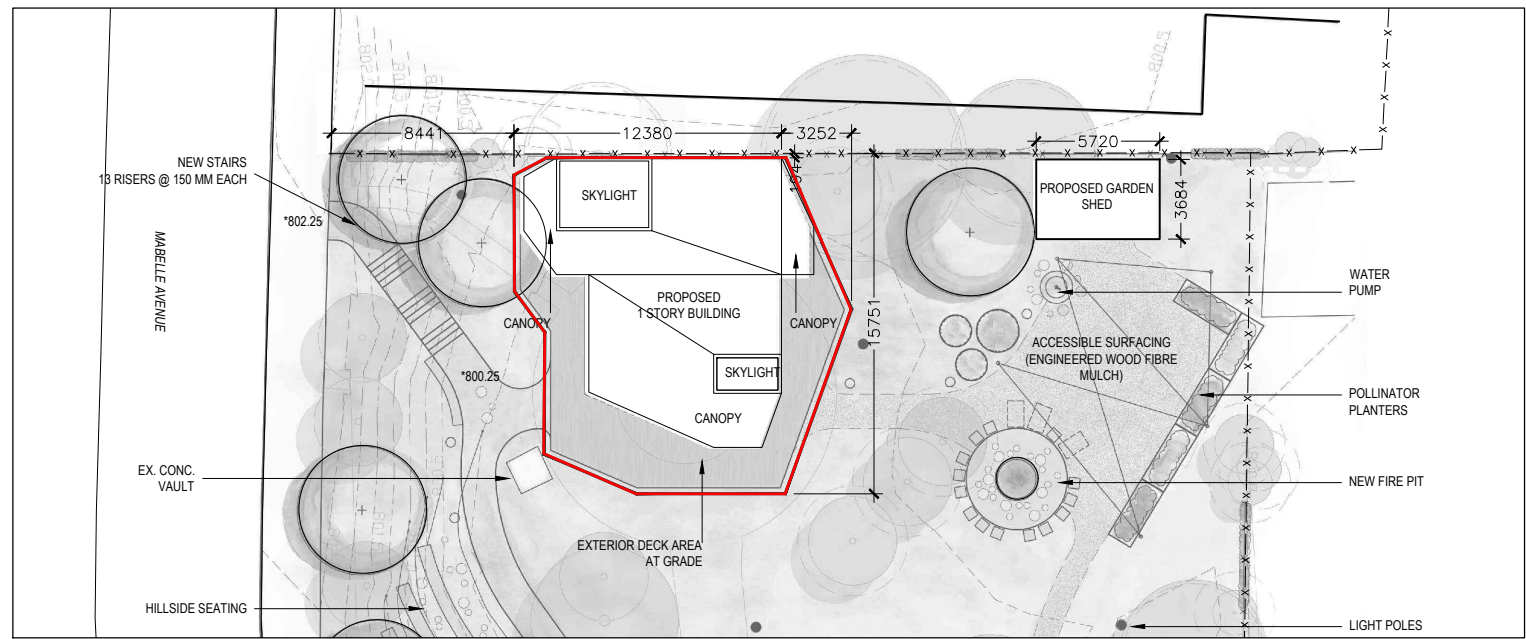 800.5
8441
12380
3252
5720
NEW STAIRS
13 RISERS @ 150 MM EACH
*802.25
SKYLIGHT
PROPOSED GARDEN
SHED
3684
MABELLE AVENUE
WATER
PUMP
PROPOSED
1 STORY BUILDING
CANOPY
CANOPY
15751
ACCESSIBLE SURFACING
(ENGINEERED WOOD FIBRE
MULCH)
*800.25
SKYLIGHT
POLLINATOR
PLANTERS
CANOPY
EX. CONC.
VAULT
NEW FIRE PIT
EXTERIOR DECK AREA
AT GRADE
HILLSIDE SEATING
LIGHT POLES